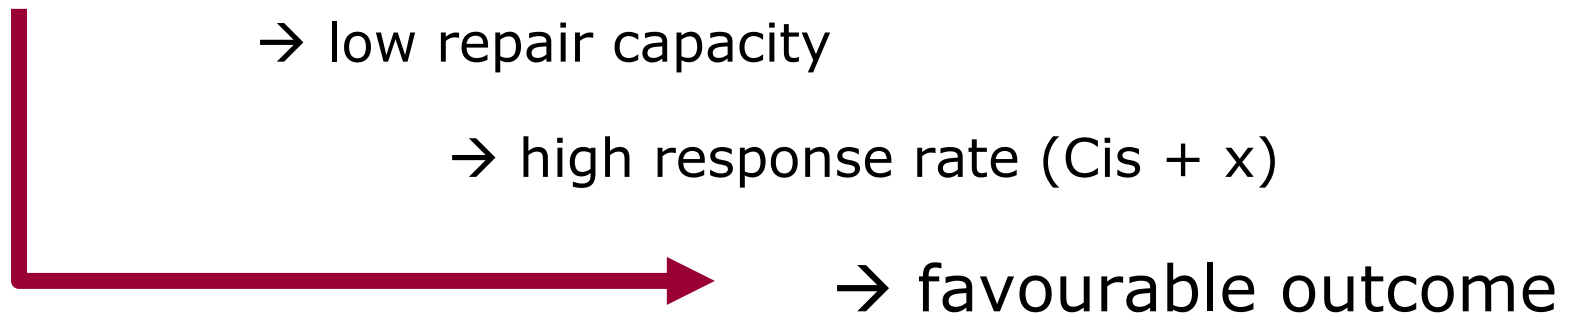 → low repair capacity
→ high response rate (Cis + x)
→ favourable outcome